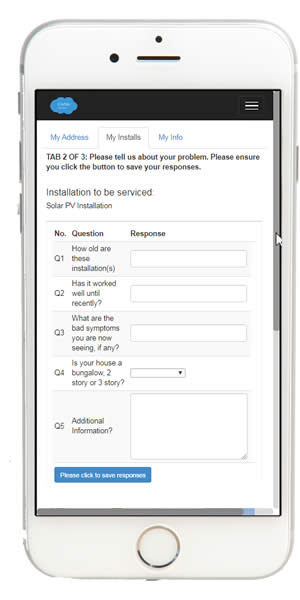 My Address My Installs My Info
TAB 2 OF 3: Please tell us about your problem. Please ensure
you click the button to save your responses.
Installation to be serviced:
Solar PV Installation
No. Question Response
Q1 How old are
these
installation(s)
Q2 Has it worked
well until
recently?
Q3 What are the
bad symptoms
you are now
seeing, if any?
Q4 Is your house a
bungalow, 2
story or 3 story?
Q5 Additional
Information?
Please click to save responses